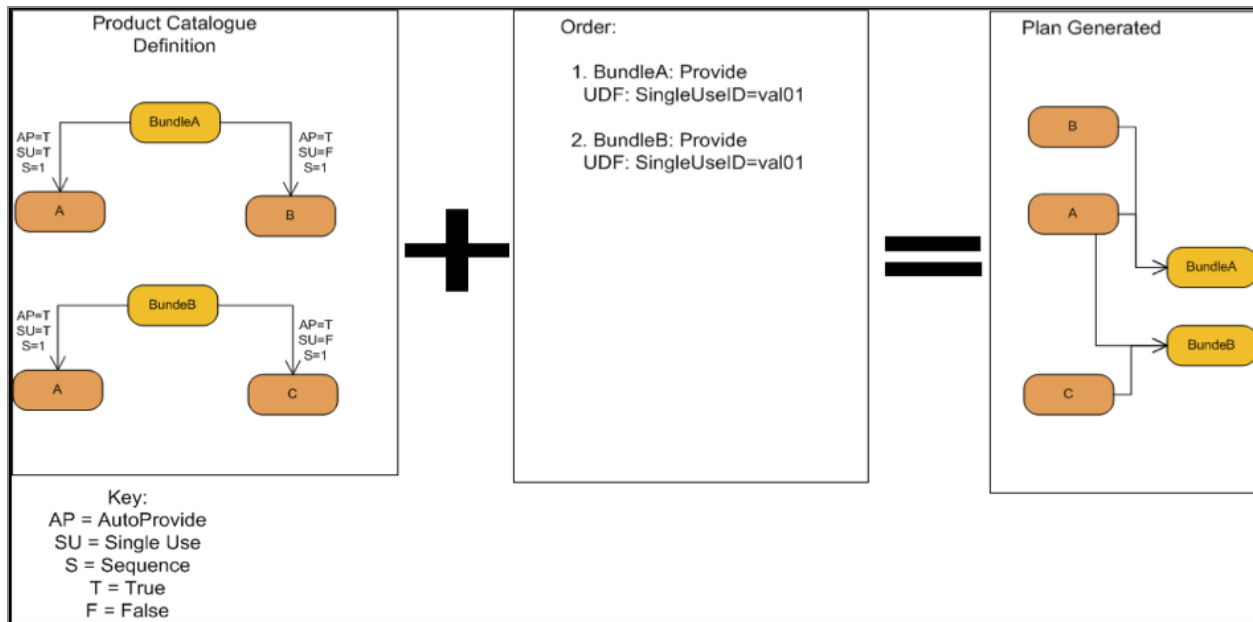 Product Catalogue
Definition
BundleA
AP=T
SU=T
S=1
AP=T
SU=F
S=1
A
B
BundeB
AP=T
SU=T
S=1
AP=T
SU=F
S=1
A
C
Key:
AP = AutoProvide
SU = Single Use
S = Sequence
T = True
F = False
Order:
1. BundleA: Provide
UDF: SingleUseID=val01
2. BundleB: Provide
UDF: SingleUseID=val01
Plan Generated
B
A
BundleA
BundeB
C